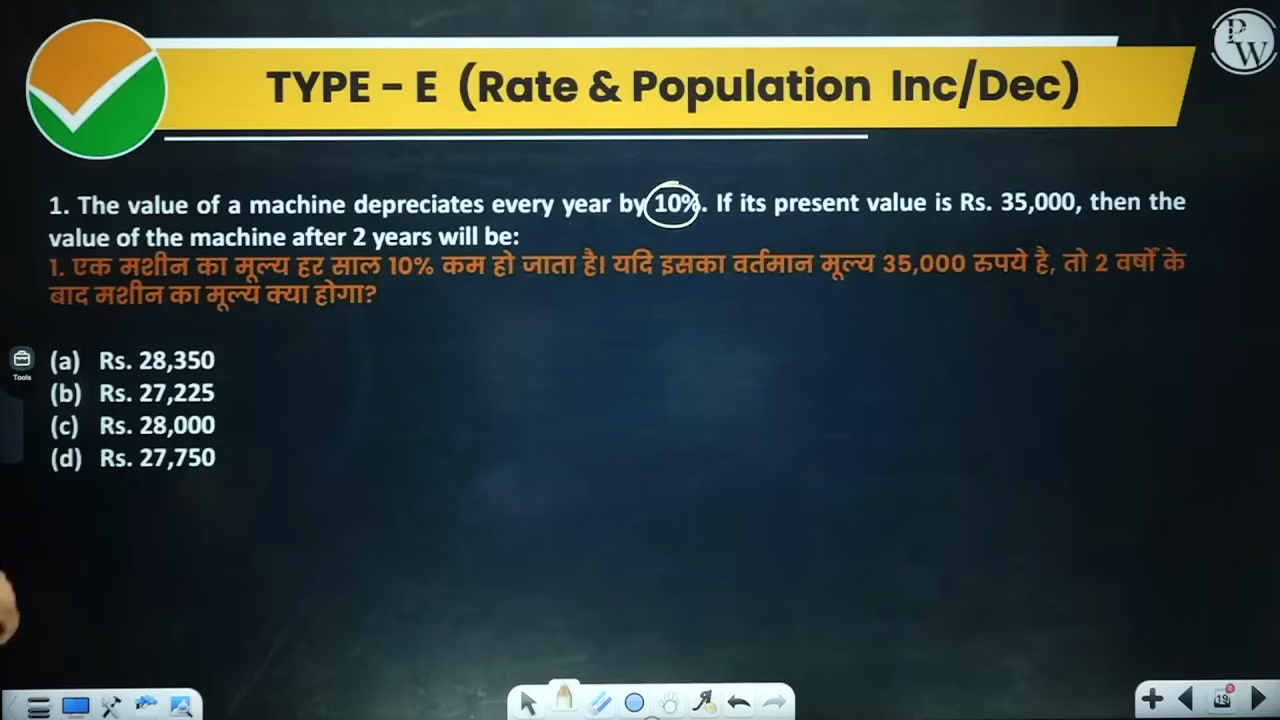 PW
TYPE - E (Rate & Population Inc/Dec)
1. The value of a machine depreciates every year by 10%. If its present value is Rs. 35,000, then the
value of the machine after 2 years will be:
1. एक मशीन का मूल्य हर साल 10% कम हो जाता है। यदि इसका वर्तमान मूल्य 35,000 रुपये है, तो 2 वर्षों के
बाद मशीन का मूल्य क्या होगा?
(a) Rs. 28,350
(b) Rs. 27,225
(c) Rs. 28,000
(d) Rs. 27,750
Tools
19